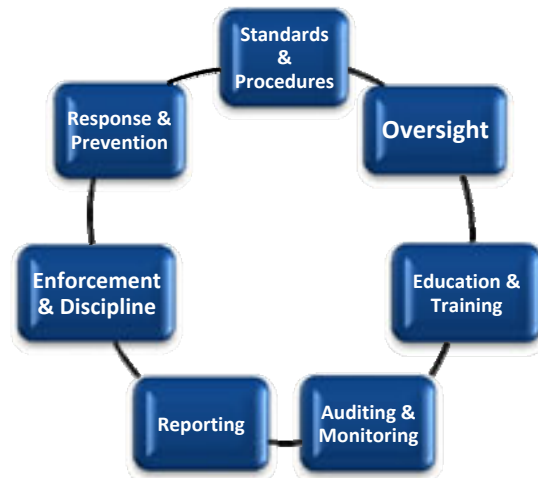 Standards
&
Procedures
Oversight
Education &
Training
Auditing &
Monitoring
Reporting
Enforcement
& Discipline
Response &
Prevention